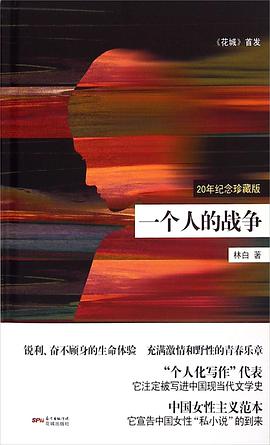 《花城》首发
20年纪念珍藏版
一个人的战争
林白 著
锐利、奋不顾身的生命体验 充满激情和野性的青春乐章
“个人化写作”代表
它注定被写进中国现当代文学史
中国女性主义范本
它宣告中国女性“私小说”的到来
花城出版社